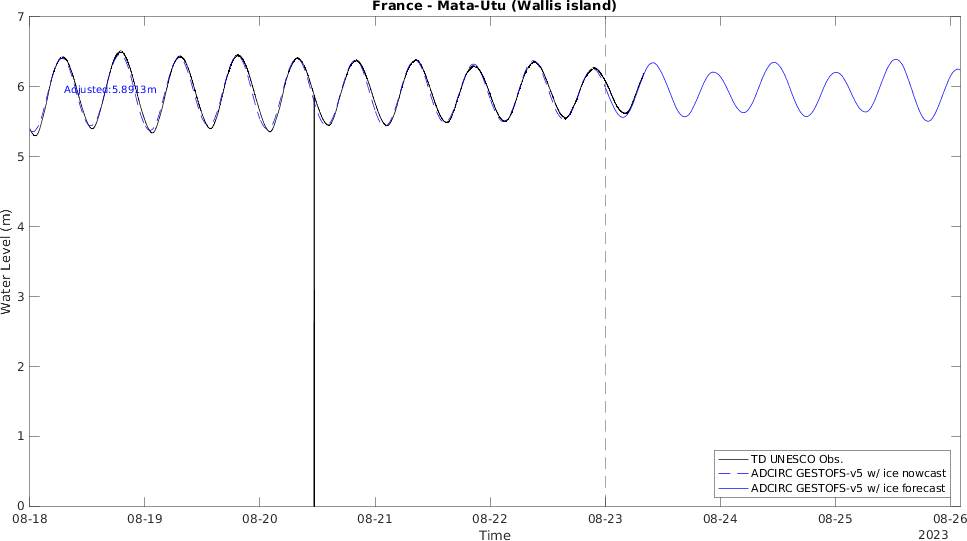 France - Mata-Utu (Wallis island)
7
6
Adjusted:5.8913m
5
4
3
2
1
0
Water Level (m)
TD UNESCO Obs.
ADCIRC GESTOFS-v5 w/ ice nowcast
ADCIRC GESTOFS-v5 w/ ice forecast
08-18 08-19 08-20 08-21 08-22 08-23 08-24 08-25 08-26
Time
2023